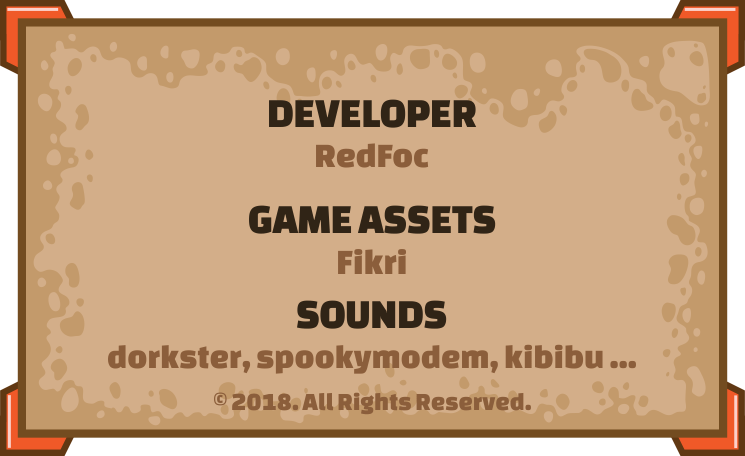 DEVELOPER
RedFoc
GAME ASSETS
Fikri
SOUNDS
dorkster, spookymodem, kibibu ...
© 2018. All Rights Reserved.